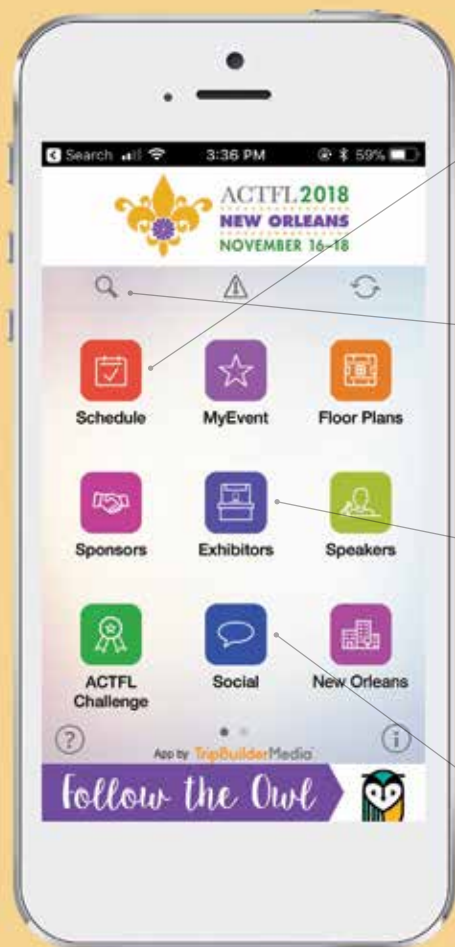 Search 3:36 PM 59%
ACTFL 2018
NEW ORLEANS
NOVEMBER 16-18
Schedule MyEvent Floor Plans
Sponsors Exhibitors Speakers
ACTFL Challenge Social New Orleans
? i
App by TripBuilderMedia
Follow the Owl